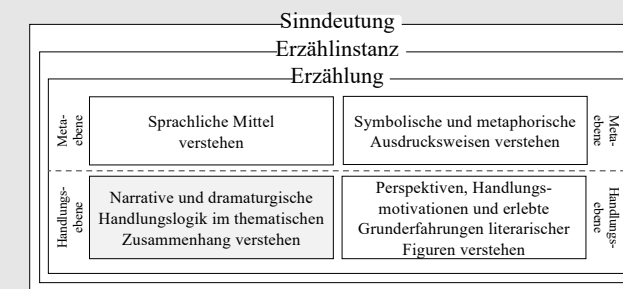 Sinndeutung
Erzählinstanz
Erzählung
Meta-
ebene
Sprachliche Mittel
verstehen
Symbolische und metaphorische
Ausdrucksweisen verstehen
Meta-
ebene
Handlungs-
ebene
Narrative und dramaturgische
Handlungslogik im thematischen
Zusammenhang verstehen
Perspektiven, Handlungs-
motivationen und erlebte
Grunderfahrungen literarischer
Figuren verstehen
Handlungs-
ebene